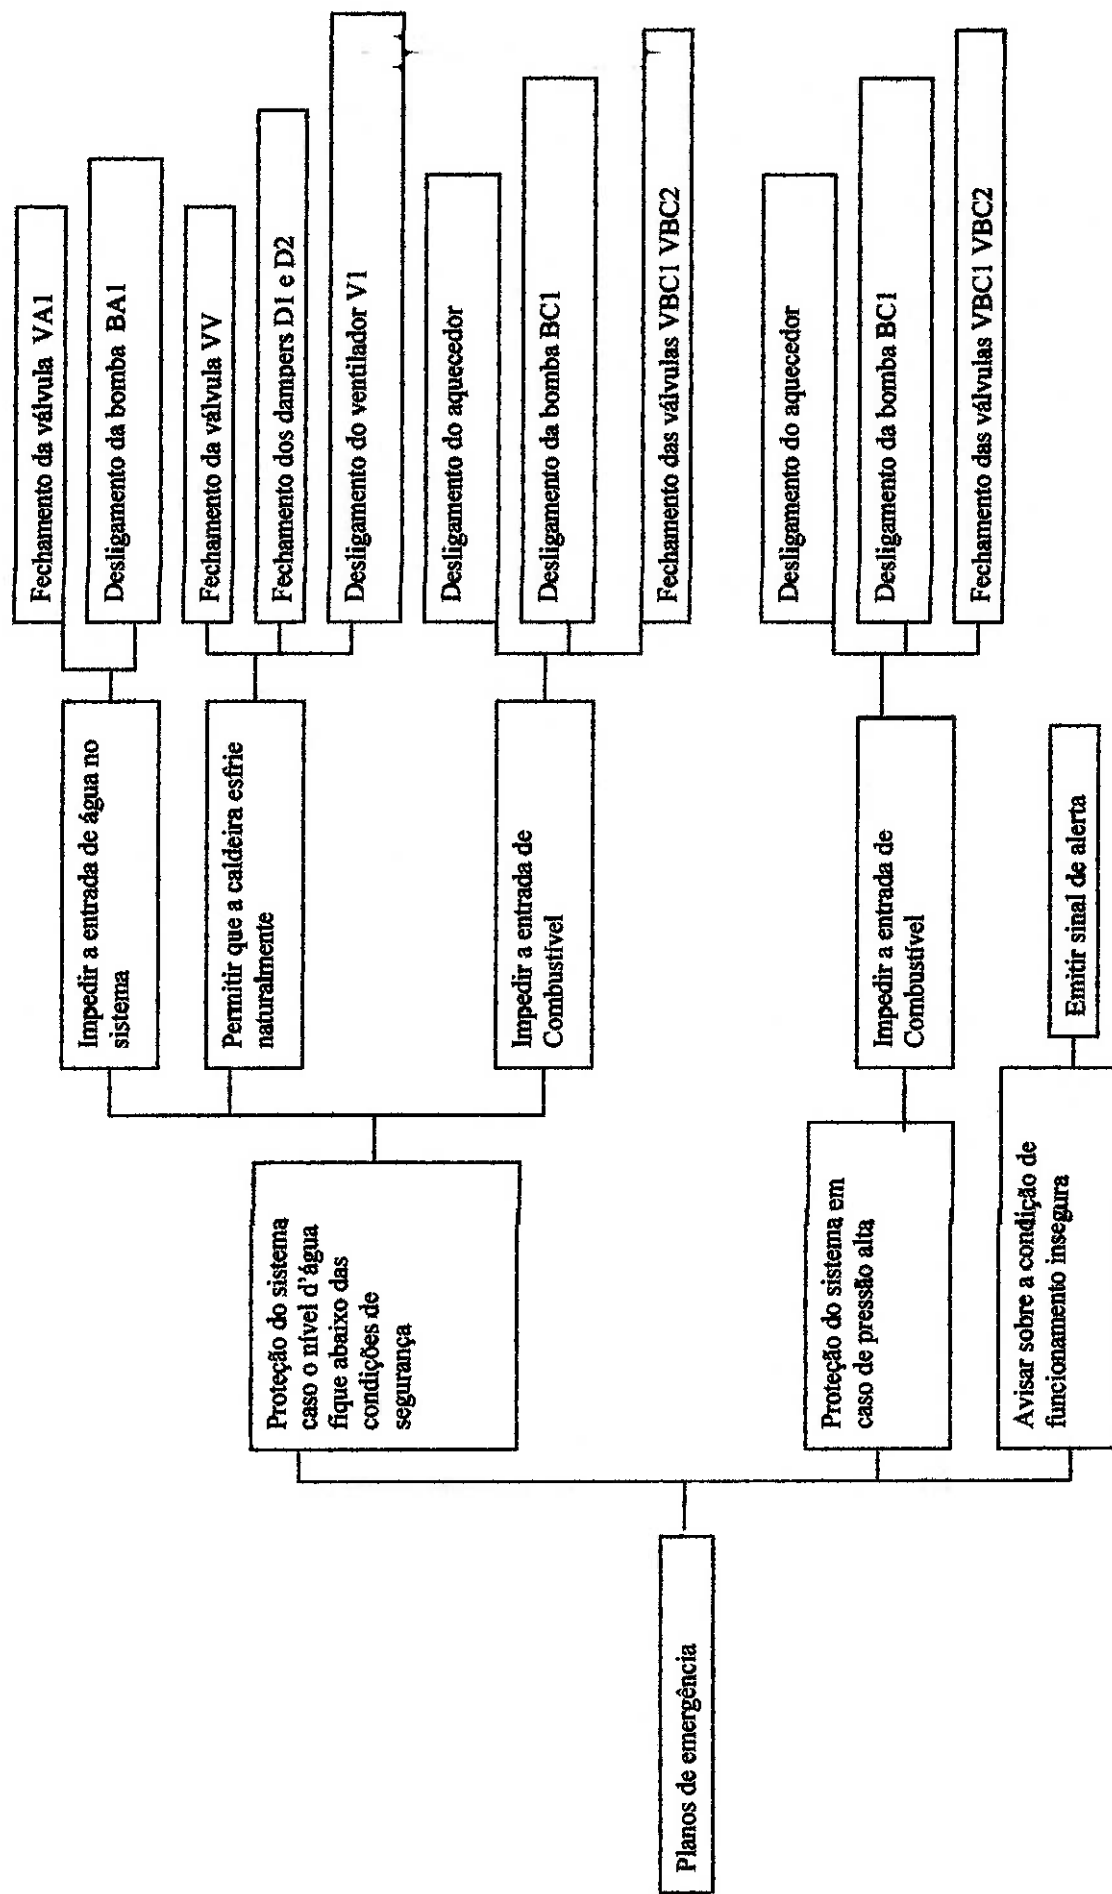 Planos de emergência
Proteção do sistema
caso o nível d'água
fique abaixo das
condições de
segurança
Impedir a entrada de água no
sistema
Fechamento da válvula VA1
Desligamento da bomba BA1
Permitir que a caldeira esfrie
naturalmente
Fechamento da válvula VV
Fechamento dos dampers D1 e D2
Desligamento do ventilador V1
Impedir a entrada de
Combustível
Desligamento do aquecedor
Desligamento da bomba BC1
Fechamento das válvulas VBC1 VBC2
Proteção do sistema em
caso de pressão alta
Impedir a entrada de
Combustível
Desligamento do aquecedor
Desligamento da bomba BC1
Fechamento das válvulas VBC1 VBC2
Avisar sobre a condição de
funcionamento insegura
Emitir sinal de alerta